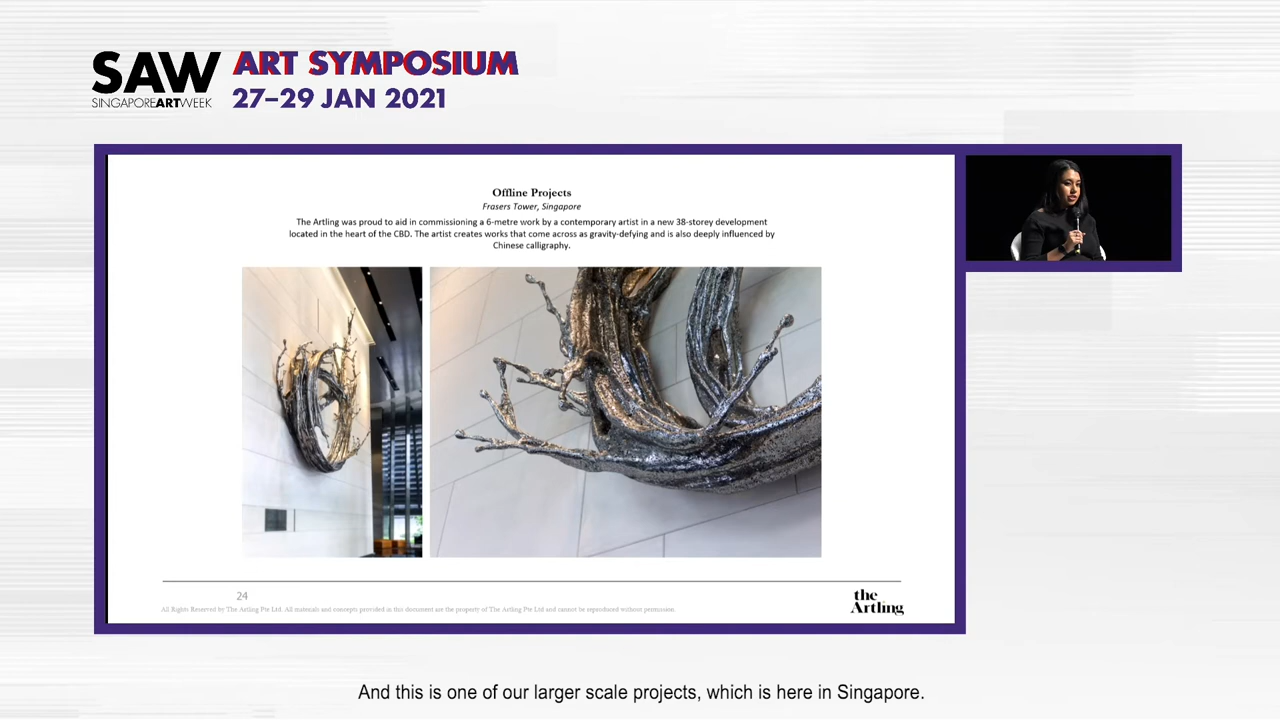 SAW ART SYMPOSIUM
SINGAPOREARTWEEK 27–29 JAN 2021
Offline Projects
Frasers Tower, Singapore
The Artling was proud to aid in commissioning a 6-metre work by a contemporary artist in a new 38-storey development
located in the heart of the CBD. The artist creates works that come across as gravity-defying and is also deeply influenced by
Chinese calligraphy.
24
All Rights Reserved by The Artling Pte Ltd. All materials and concepts provided in this document are the property of The Artling Pte Ltd and cannot be reproduced without permission.
the
Artling
And this is one of our larger scale projects, which is here in Singapore.